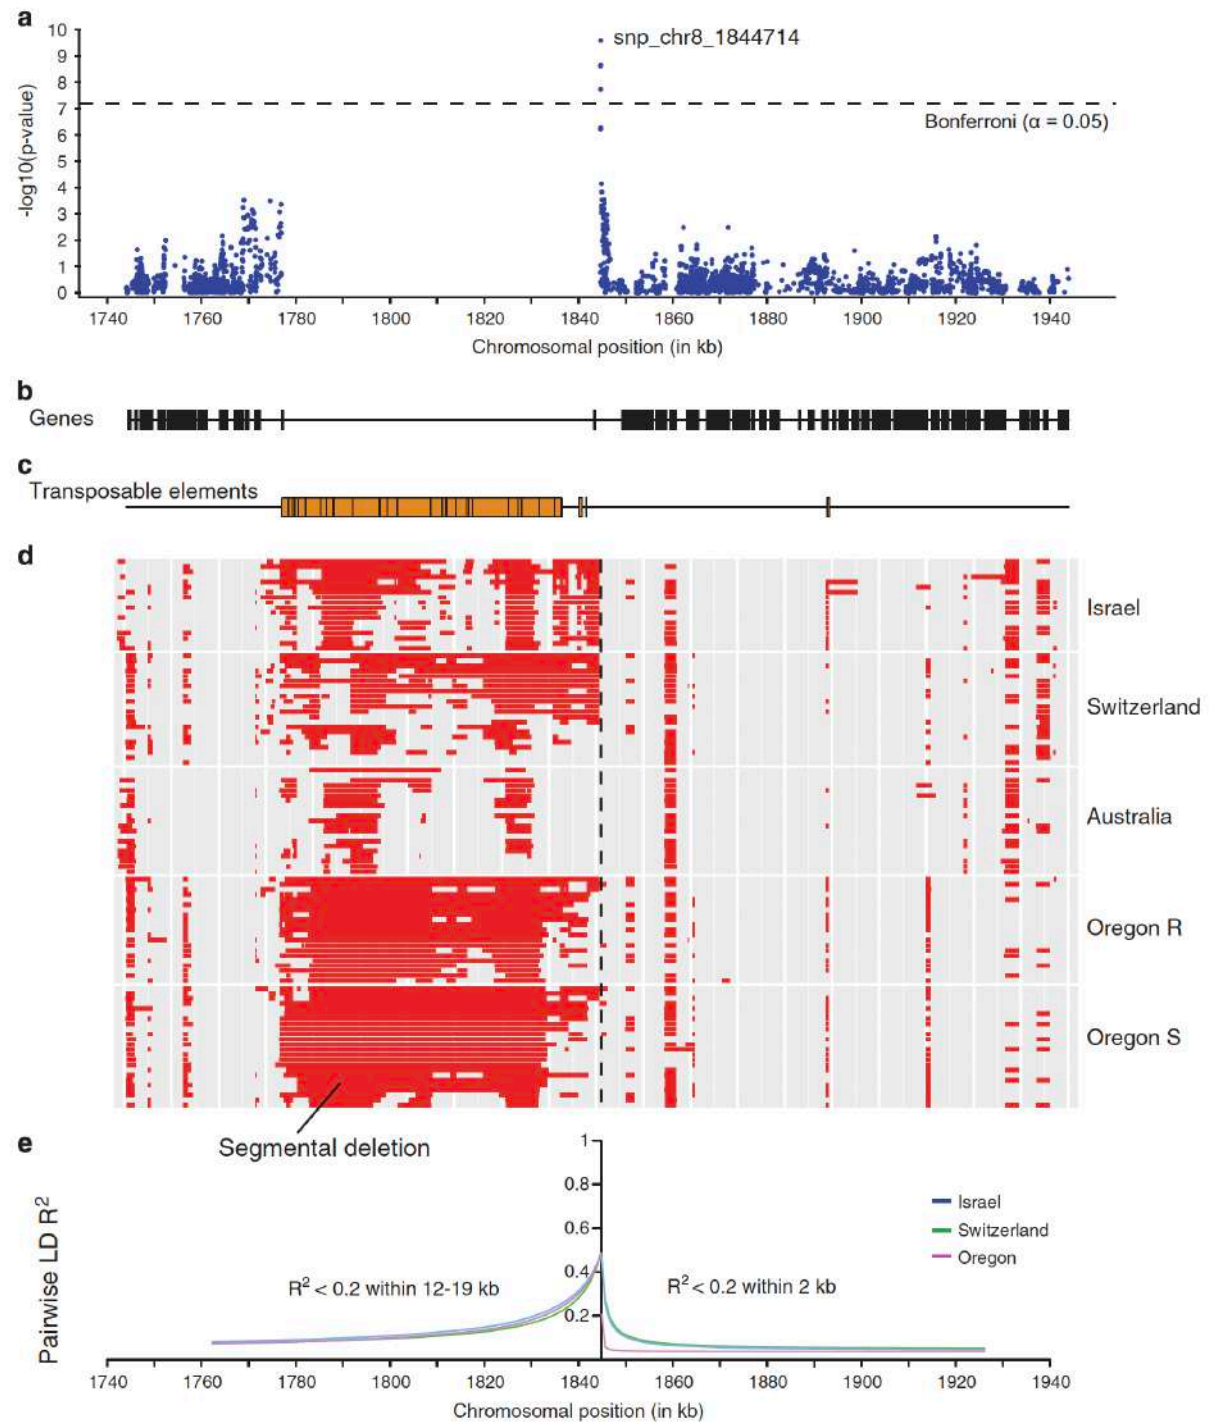 a
10
9
8
7
6
5
4
3
2
1
0
-log10(p-value)
snp_chr8_1844714
Bonferroni (α = 0.05)
1740 1760 1780 1800 1820 1840 1860 1880 1900 1920 1940
Chromosomal position (in kb)
b
Genes
c
Transposable elements
d
Israel
Switzerland
Australia
Oregon R
Oregon S
Segmental deletion
e
Pairwise LD R²
1
0.8
0.6
0.4
0.2
R² < 0.2 within 12-19 kb
R² < 0.2 within 2 kb
Israel
Switzerland
Oregon
1740 1760 1780 1800 1820 1840 1860 1880 1900 1920 1940
Chromosomal position (in kb)